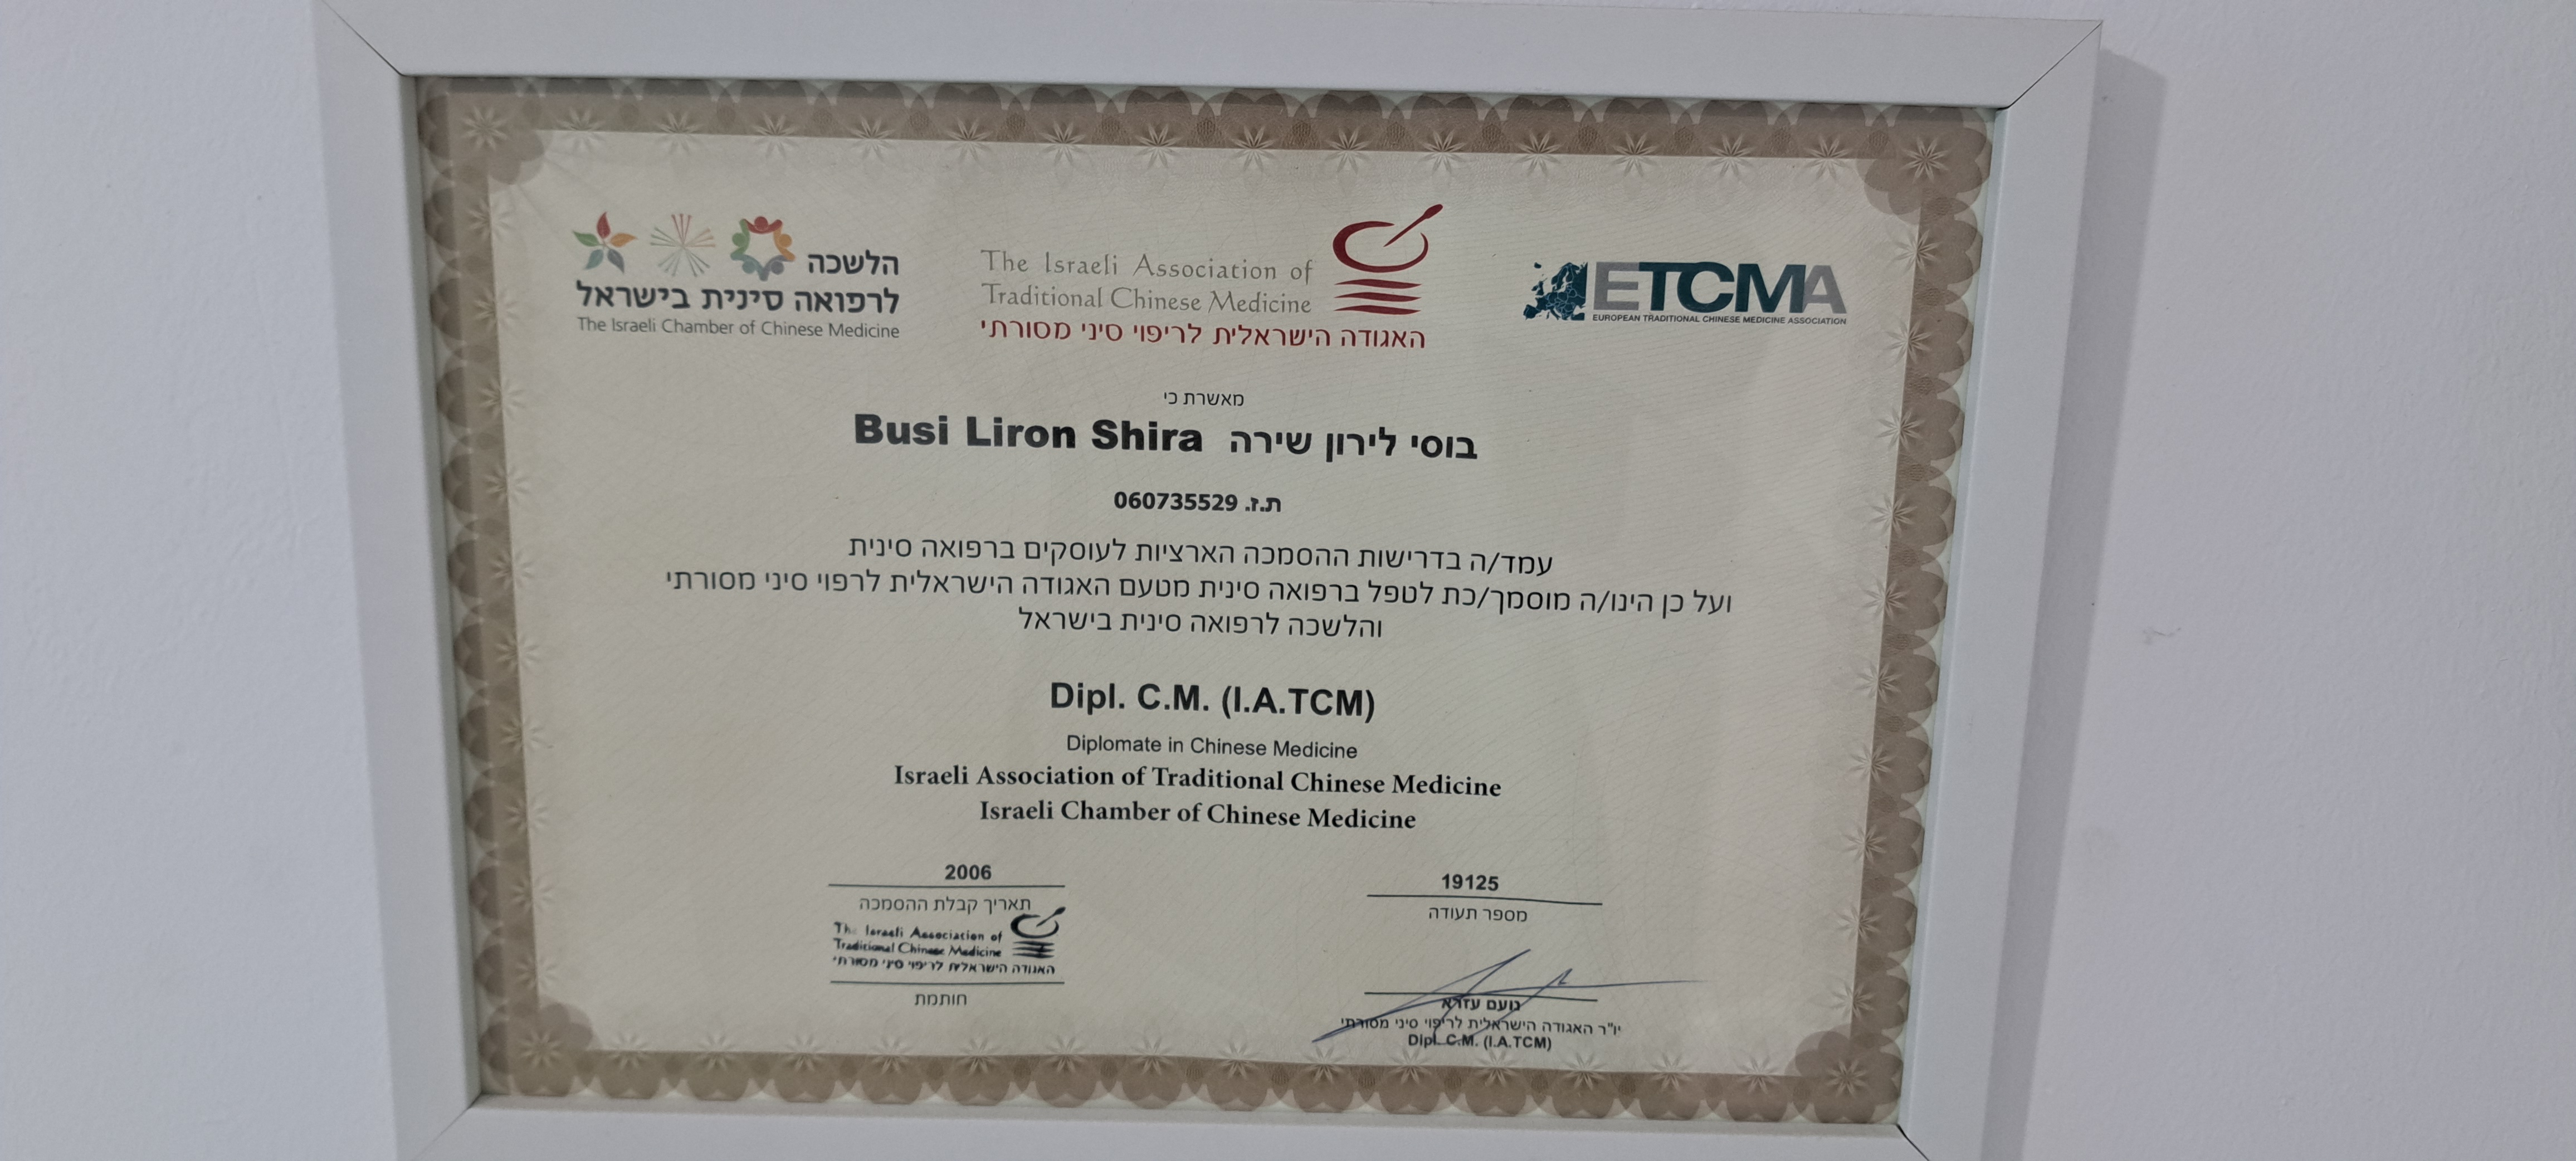 הלשכה
לרפואה סינית בישראל
The Israeli Chamber of Chinese Medicine
The Israeli Association of
Traditional Chinese Medicine
האגודה הישראלית לריפוי סיני מסורתי
ETCMA
EUROPEAN TRADITIONAL CHINESE MEDICINE ASSOCIATION
מאשרת כי
בוסי לירון שירה Busi Liron Shira
ת.ז. 060735529
עמד/ה בדרישות ההסמכה הארציות לעוסקים ברפואה סינית
ועל כן הינו/ה מוסמך/כת לטפל ברפואה סינית מטעם האגודה הישראלית לרפוי סיני מסורתי
והלשכה לרפואה סינית בישראל
Dipl. C.M. (I.A.TCM)
Diplomate in Chinese Medicine
Israeli Association of Traditional Chinese Medicine
Israeli Chamber of Chinese Medicine
19125
מספר תעודה
2006
תאריך קבלת ההסמכה
The Israeli Association of
Traditional Chinese Medicine
האגודה הישראלית לריפוי סיני מסורתי
חותמת
נועם עזרא
יו"ר האגודה הישראלית לריפוי סיני מסורתי
Dipl. C.M. (I.A.TCM)